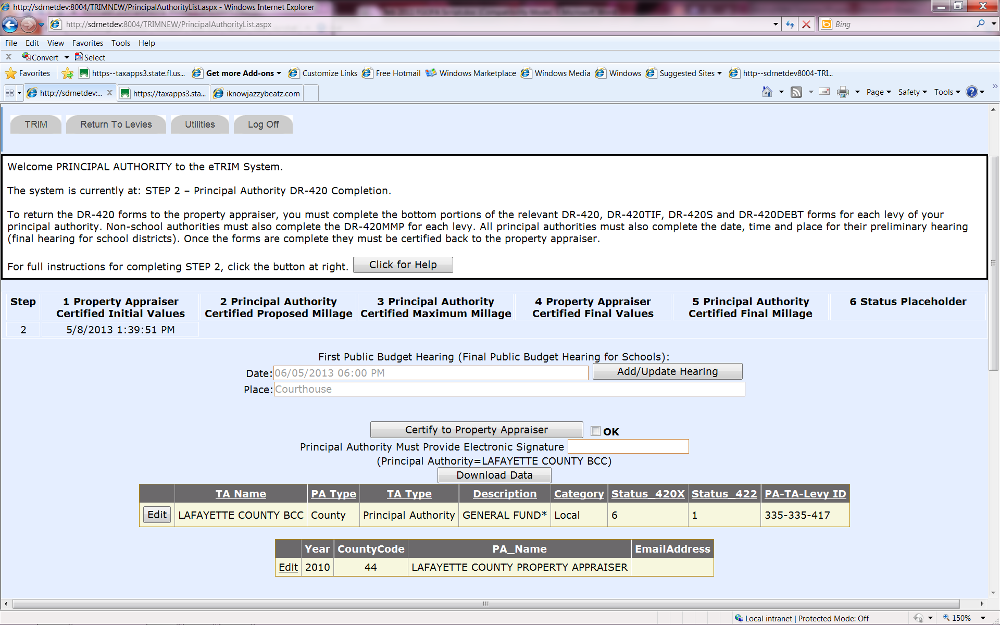 http://sdrnetdev:8004/TRIMNEW/PrincipalAuthorityList.aspx - Windows Internet Explorer
http://sdrnetdev:8004/TRIMNEW/PrincipalAuthorityList.aspx
Bing
File Edit View Favorites Tools Help
x Convert Select
Favorites https--taxapps3.state.fl.us... Get more Add-ons Customize Links Free Hotmail Windows Marketplace Windows Media Windows Suggested Sites http--sdrnetdev8004-TRI...
http://sdrnetdev:... x https://taxapps3.sta... iknowjazzybeatz.com Page Safety Tools
TRIM Return To Levies Utilities Log Off
Welcome PRINCIPAL AUTHORITY to the eTRIM System.
The system is currently at: STEP 2 – Principal Authority DR-420 Completion.
To return the DR-420 forms to the property appraiser, you must complete the bottom portions of the relevant DR-420, DR-420TIF, DR-420S and DR-420DEBT forms for each levy of your
principal authority. Non-school authorities must also complete the DR-420MMP for each levy. All principal authorities must also complete the date, time and place for their preliminary hearing
(final hearing for school districts). Once the forms are complete they must be certified back to the property appraiser.
For full instructions for completing STEP 2, click the button at right. Click for Help
Step 1 Property Appraiser 2 Principal Authority 3 Principal Authority 4 Property Appraiser 5 Principal Authority 6 Status Placeholder
Certified Initial Values Certified Proposed Millage Certified Maximum Millage Certified Final Values Certified Final Millage
2 5/8/2013 1:39:51 PM
First Public Budget Hearing (Final Public Budget Hearing for Schools):
Date: 06/05/2013 06:00 PM Add/Update Hearing
Place: Courthouse
Certify to Property Appraiser OK
Principal Authority Must Provide Electronic Signature
(Principal Authority=LAFAYETTE COUNTY BCC)
Download Data
TA Name PA Type TA Type Description Category Status_420X Status_422 PA-TA-Levy ID
Edit LAFAYETTE COUNTY BCC County Principal Authority GENERAL FUND* Local 6 1 335-335-417
Year CountyCode PA_Name EmailAddress
Edit 2010 44 LAFAYETTE COUNTY PROPERTY APPRAISER
Local intranet | Protected Mode: Off 150%